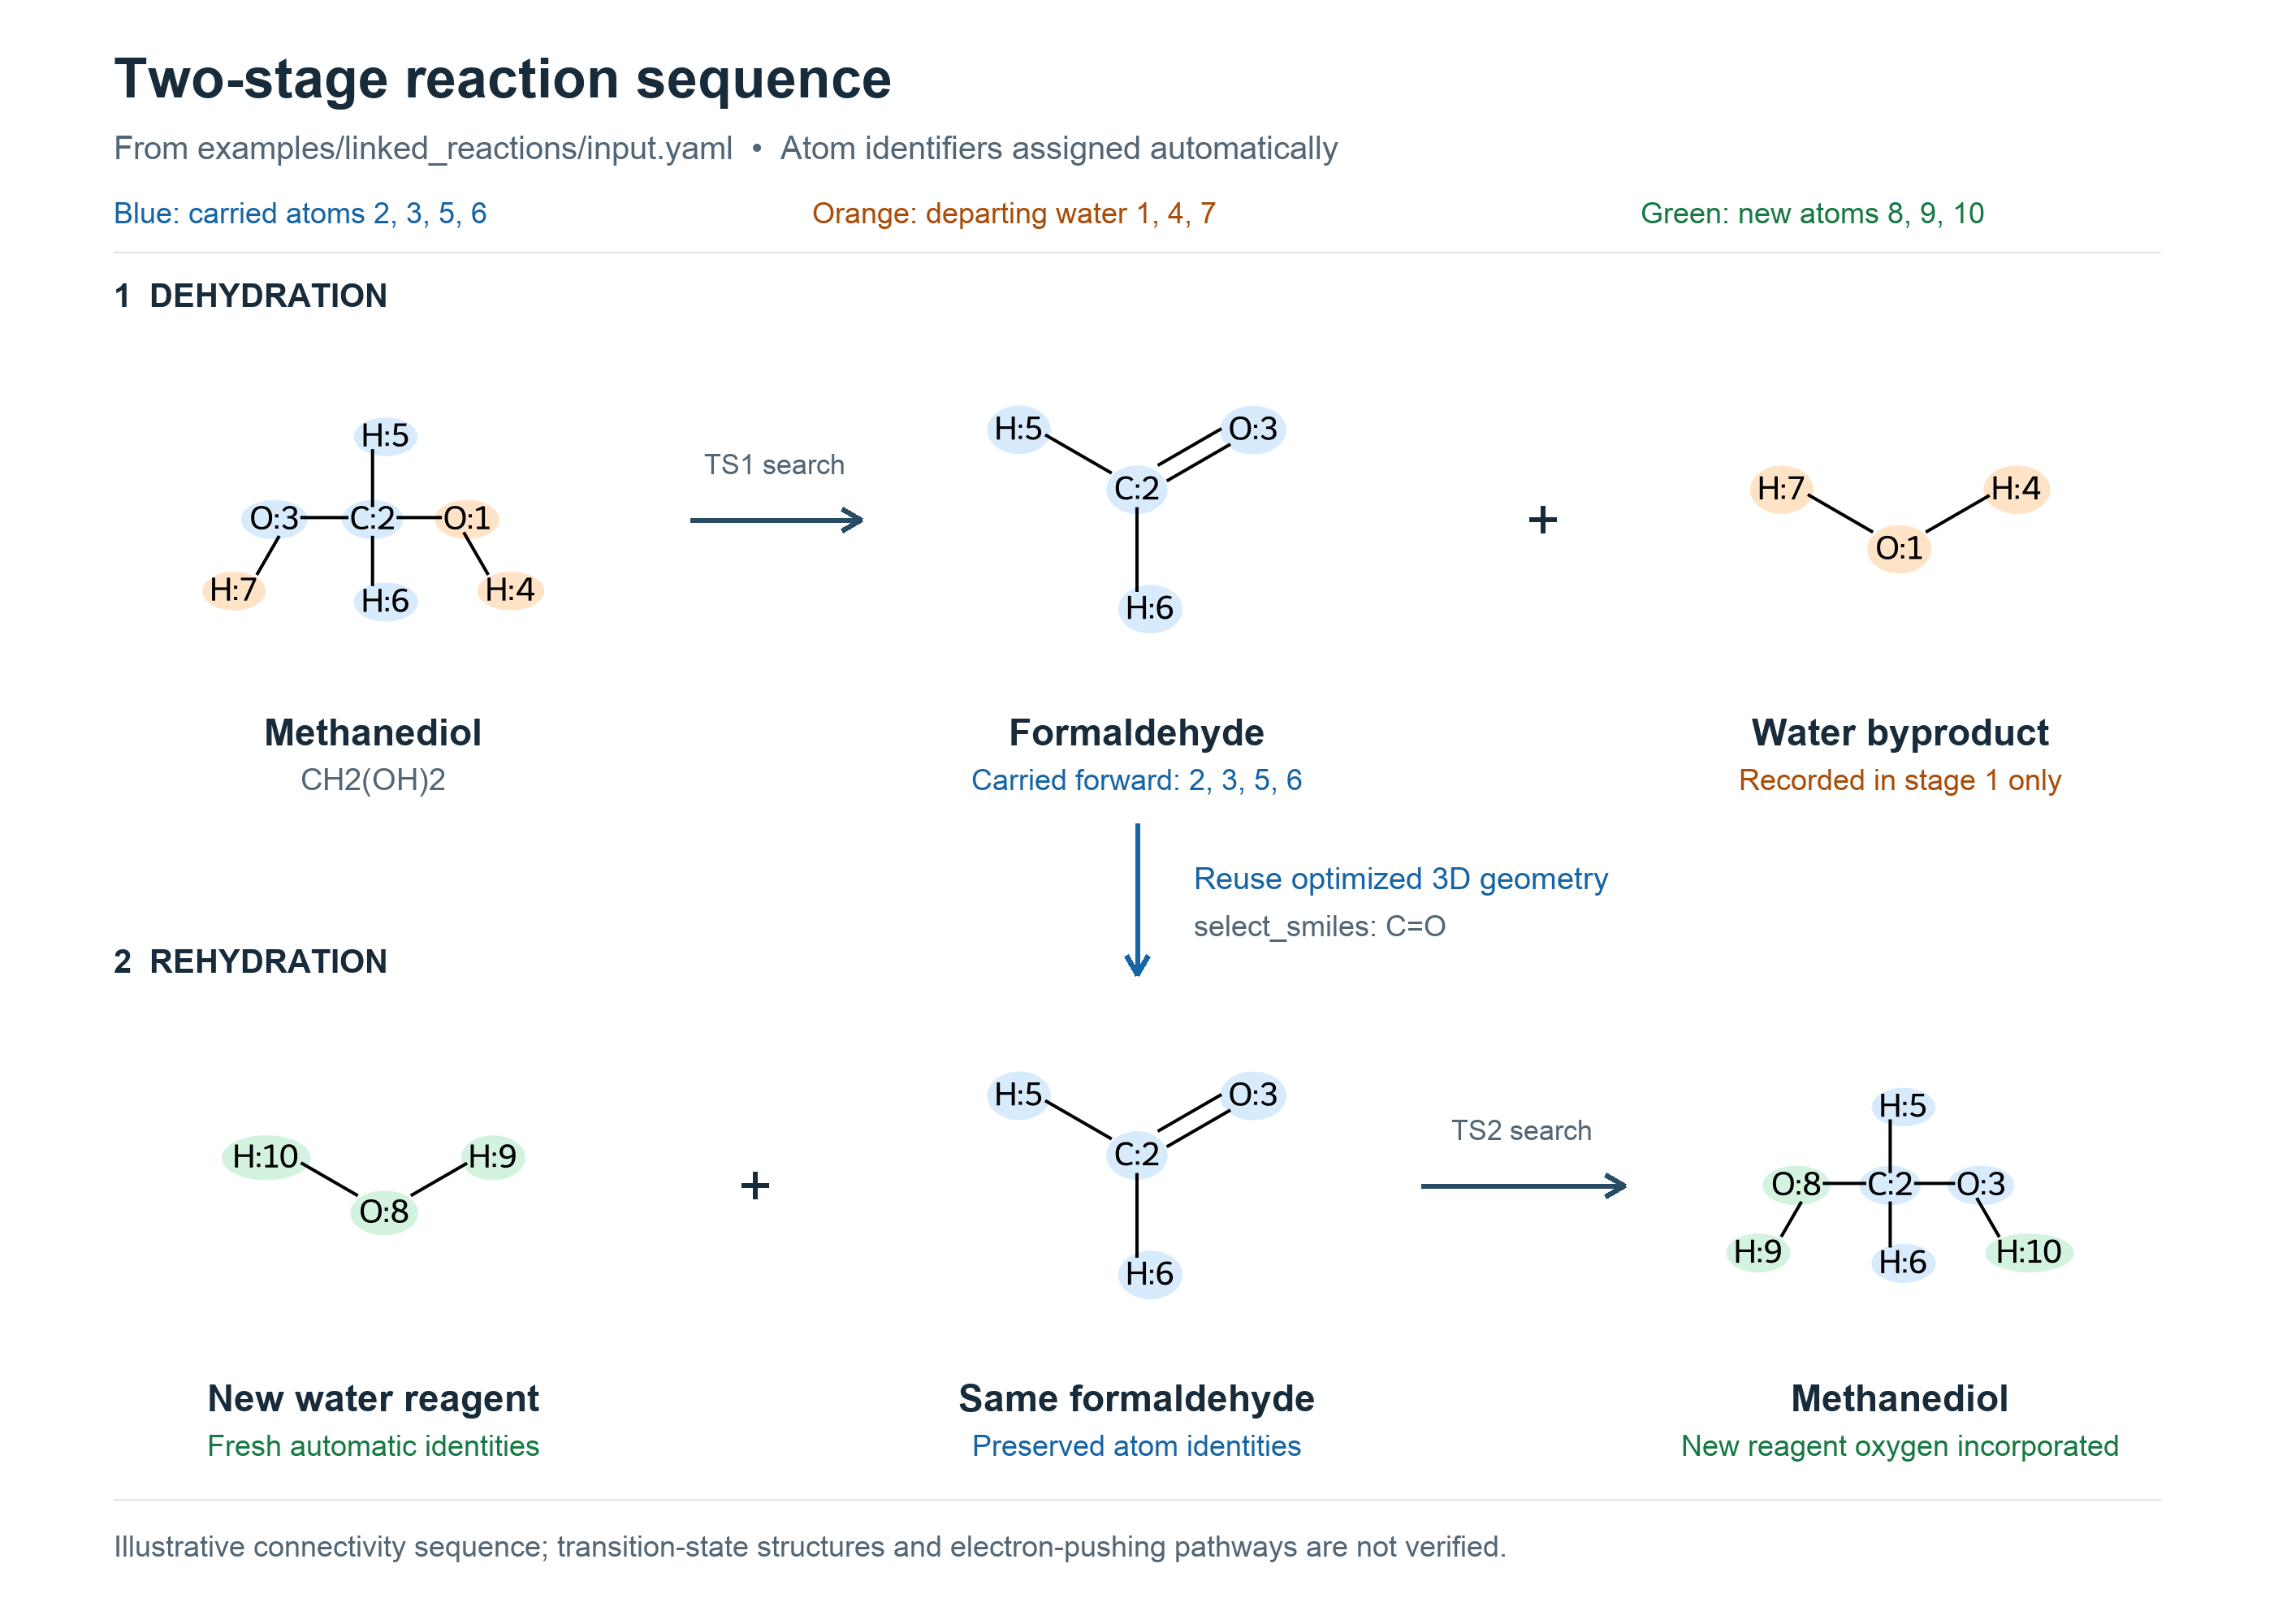 Two-stage reaction sequence
From examples/linked_reactions/input.yaml • Atom identifiers assigned automatically
Blue: carried atoms 2, 3, 5, 6
Orange: departing water 1, 4, 7
Green: new atoms 8, 9, 10
1 DEHYDRATION
H:5
O:3
C:2
O:1
H:7
H:6
H:4
TS1 search
H:5
O:3
C:2
H:6
+
H:7
H:4
O:1
Methanediol
CH2(OH)2
Formaldehyde
Carried forward: 2, 3, 5, 6
Water byproduct
Recorded in stage 1 only
Reuse optimized 3D geometry
select_smiles: C=O
2 REHYDRATION
H:10
H:9
O:8
+
H:5
O:3
C:2
H:6
TS2 search
H:5
O:8
C:2
O:3
H:9
H:6
H:10
New water reagent
Fresh automatic identities
Same formaldehyde
Preserved atom identities
Methanediol
New reagent oxygen incorporated
Illustrative connectivity sequence; transition-state structures and electron-pushing pathways are not verified.